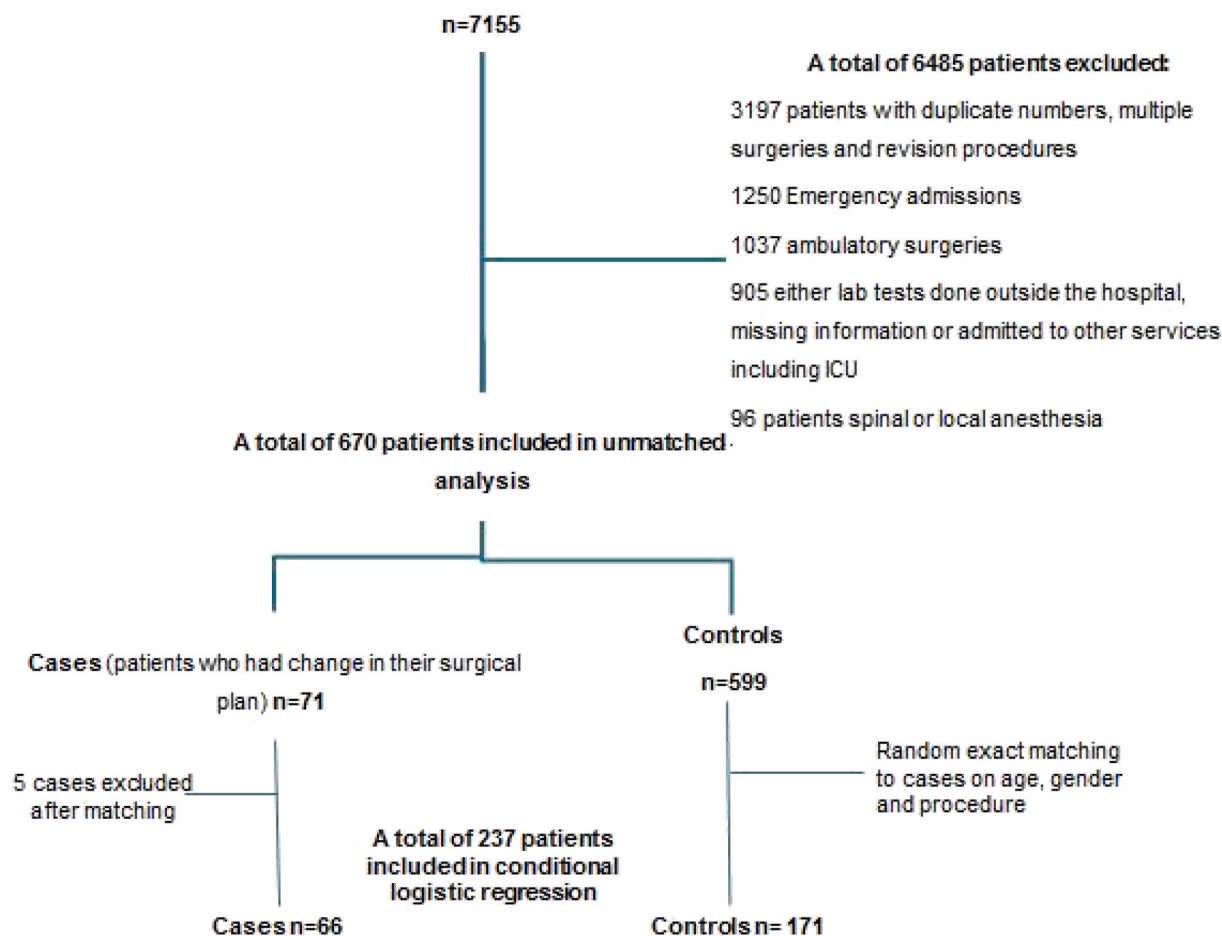 n=7155
A total of 6485 patients excluded:
3197 patients with duplicate numbers, multiple
surgeries and revision procedures
1250 Emergency admissions
1037 ambulatory surgeries
905 either lab tests done outside the hospital,
missing information or admitted to other services
including ICU
96 patients spinal or local anesthesia
A total of 670 patients included in unmatched
analysis
Cases (patients who had change in their surgical
plan) n=71
Controls
n=599
5 cases excluded
after matching
Random exact matching
to cases on age, gender
and procedure
A total of 237 patients
included in conditional
logistic regression
Cases n=66
Controls n= 171